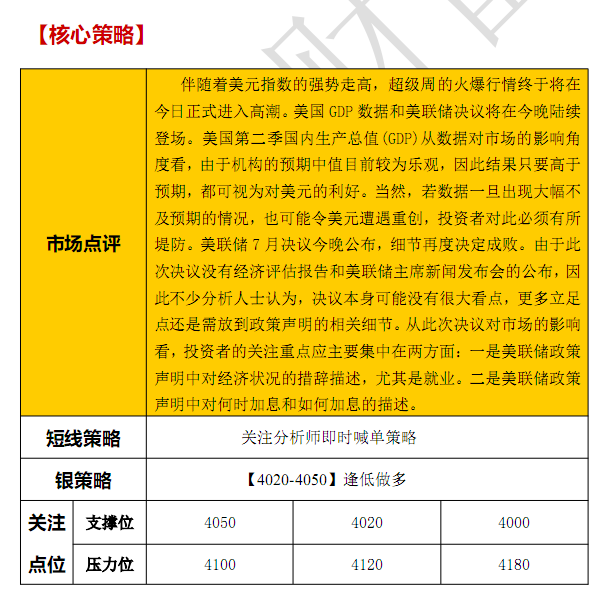 【核心策略】
伴随着美元指数的强势走高，超级周的火爆行情终于将在
今日正式进入高潮。美国 GDP 数据和美联储决议将在今晚陆续
登场。美国第二季国内生产总值(GDP)从数据对市场的影响角
度看，由于机构的预期中值目前较为乐观，因此结果只要高于
预期，都可视为对美元的利好。当然，若数据一旦出现大幅不
及预期的情况，也可能令美元遭遇重创，投资者对此必须有所
堤防。美联储 7 月决议今晚公布，细节再度决定成败。由于此
次决议没有经济评估报告和美联储主席新闻发布会的公布，因
此不少分析人士认为，决议本身可能没有很大看点，更多立足
点还是需放到政策声明的相关细节。从此次决议对市场的影响
看，投资者的关注重点应主要集中在两方面：一是美联储政策
声明中对经济状况的措辞描述，尤其是就业。二是美联储政策
声明中对何时加息和如何加息的描述。
市场点评
短线策略 关注分析师即时喊单策略
银策略 【4020-4050】逢低做多
关注 支撑位 4050 4020 4000
点位 压力位 4100 4120 4180
财